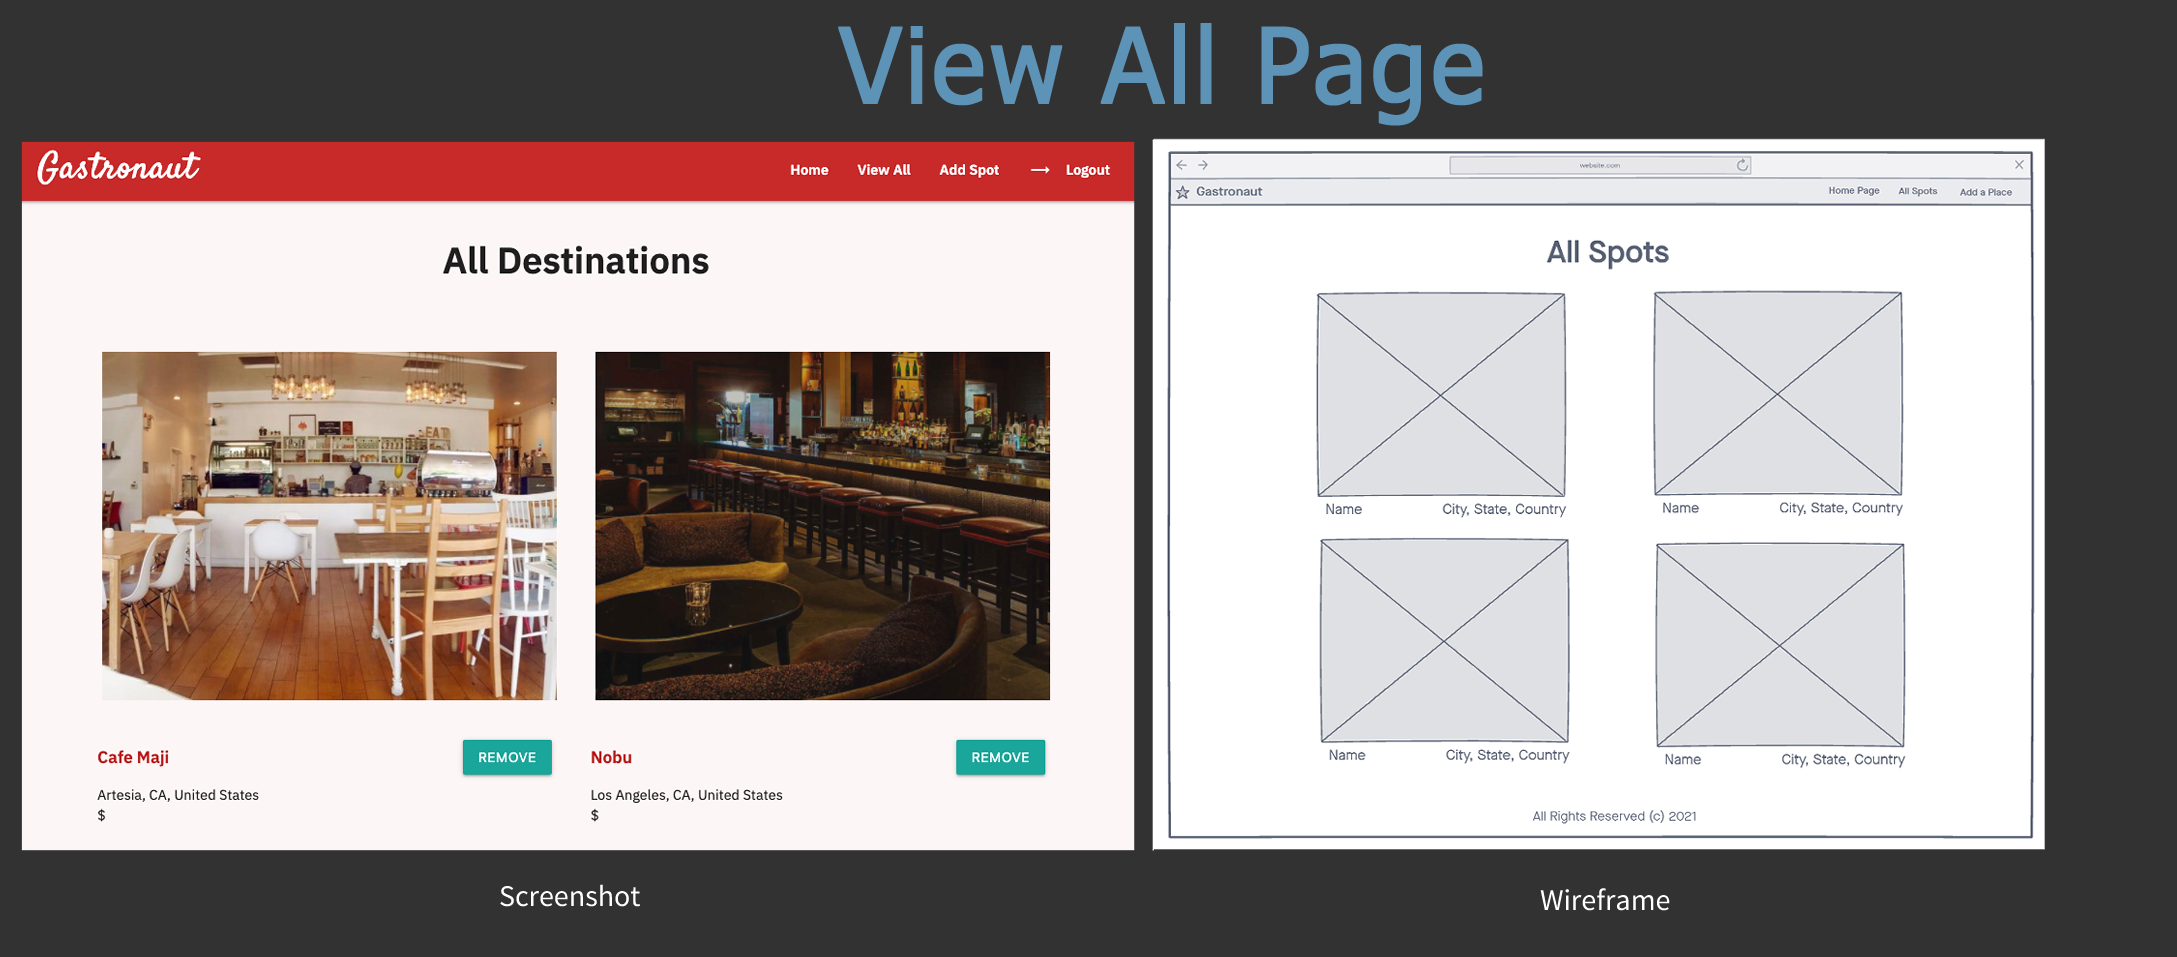 View All Page
Gastronaut
Home View All Add Spot → Logout
All Destinations
EAT
Cafe Maji
REMOVE
Artesia, CA, United States
$
Nobu
REMOVE
Los Angeles, CA, United States
$
Screenshot
website.com
Gastronaut
Home Page All Spots Add a Place
All Spots
Name City, State, Country
Name City, State, Country
Name City, State, Country
Name City, State, Country
All Rights Reserved (c) 2021
Wireframe